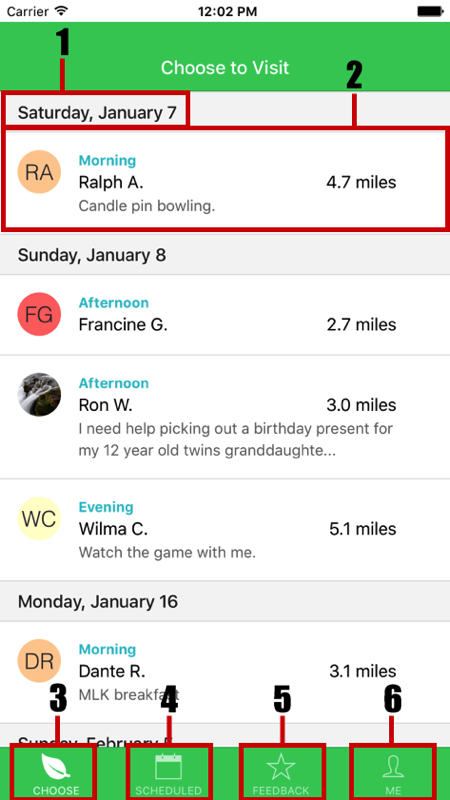 Carrier 12:02 PM
1
Choose to Visit
2
Saturday, January 7
Morning
RA Ralph A. 4.7 miles
Candle pin bowling.
Sunday, January 8
Afternoon
FG Francine G. 2.7 miles
Afternoon
Ron W. 3.0 miles
I need help picking out a birthday present for
my 12 year old twins granddaughte...
Evening
WC Wilma C. 5.1 miles
Watch the game with me.
Monday, January 16
Morning
DR Dante R. 3.1 miles
MLK breakfast
3 4 5 6
Sunday, February 5
CHOOSE SCHEDULED FEEDBACK ME